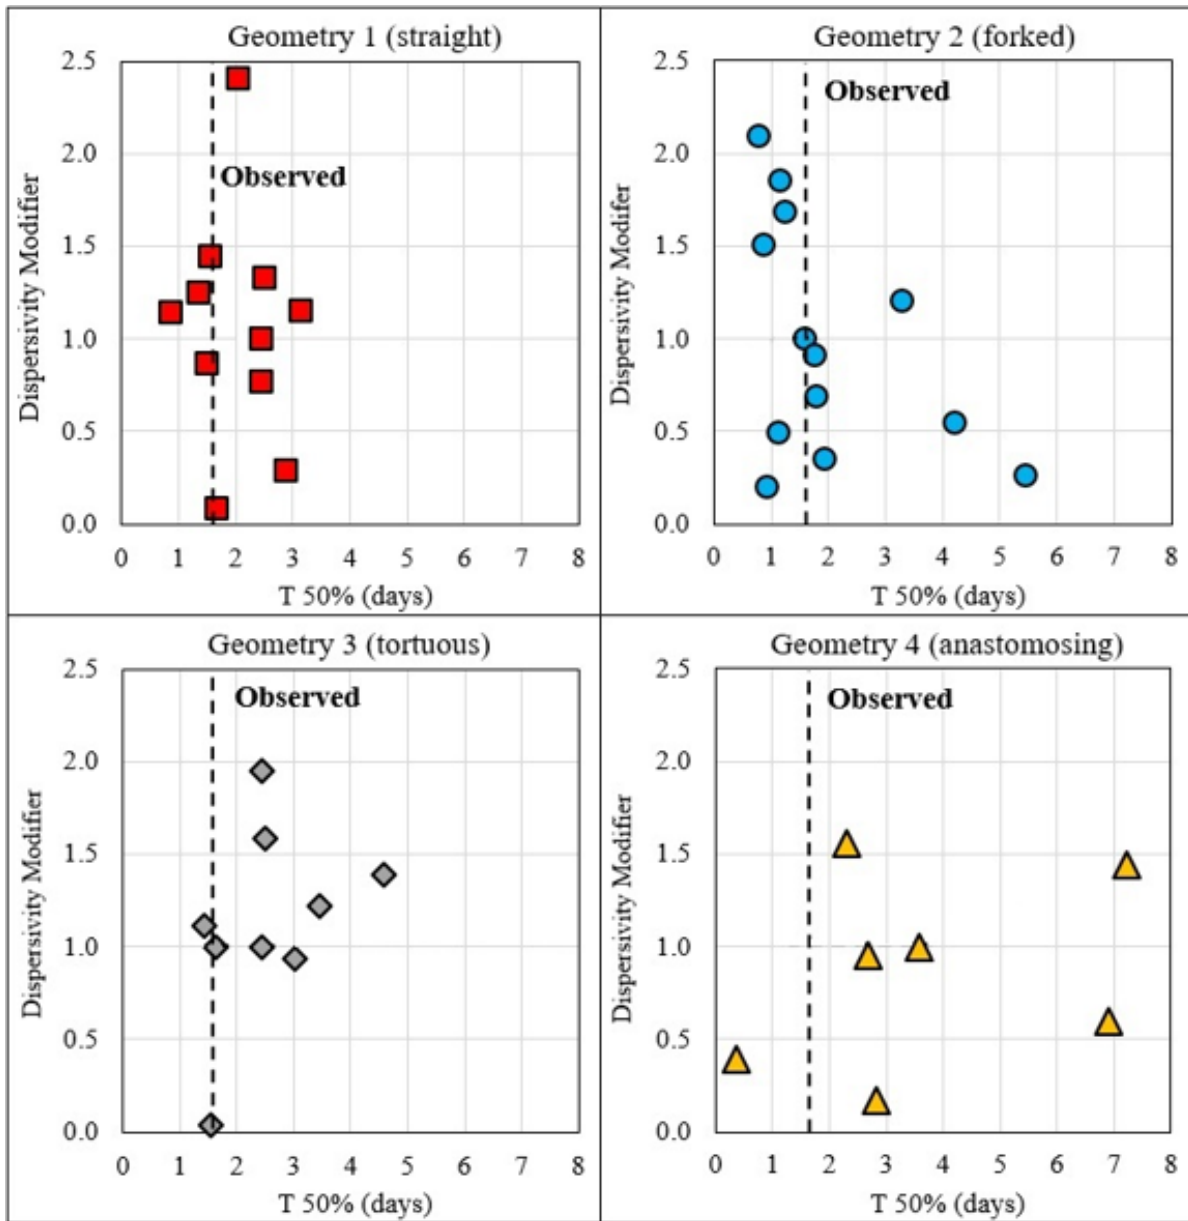 Geometry 1 (straight)
2.5
2.0
1.5
1.0
0.5
0.0
Dispersivity Modifier
Observed
0 1 2 3 4 5 6 7 8
T 50% (days)
Geometry 2 (forked)
2.5
2.0
1.5
1.0
0.5
0.0
Dispersivity Modifer
Observed
0 1 2 3 4 5 6 7 8
T 50% (days)
Geometry 3 (tortuous)
2.5
2.0
1.5
1.0
0.5
0.0
Dispersivity Modifier
Observed
0 1 2 3 4 5 6 7 8
T 50% (days)
Geometry 4 (anastomosing)
2.5
2.0
1.5
1.0
0.5
0.0
Dispersivity Modifier
Observed
0 1 2 3 4 5 6 7 8
T 50% (days)